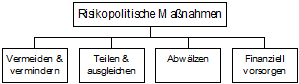 Risikopolitische Maßnahmen
Vermeiden &
vermindern
Teilen &
ausgleichen
Abwälzen
Finanziell
vorsorgen